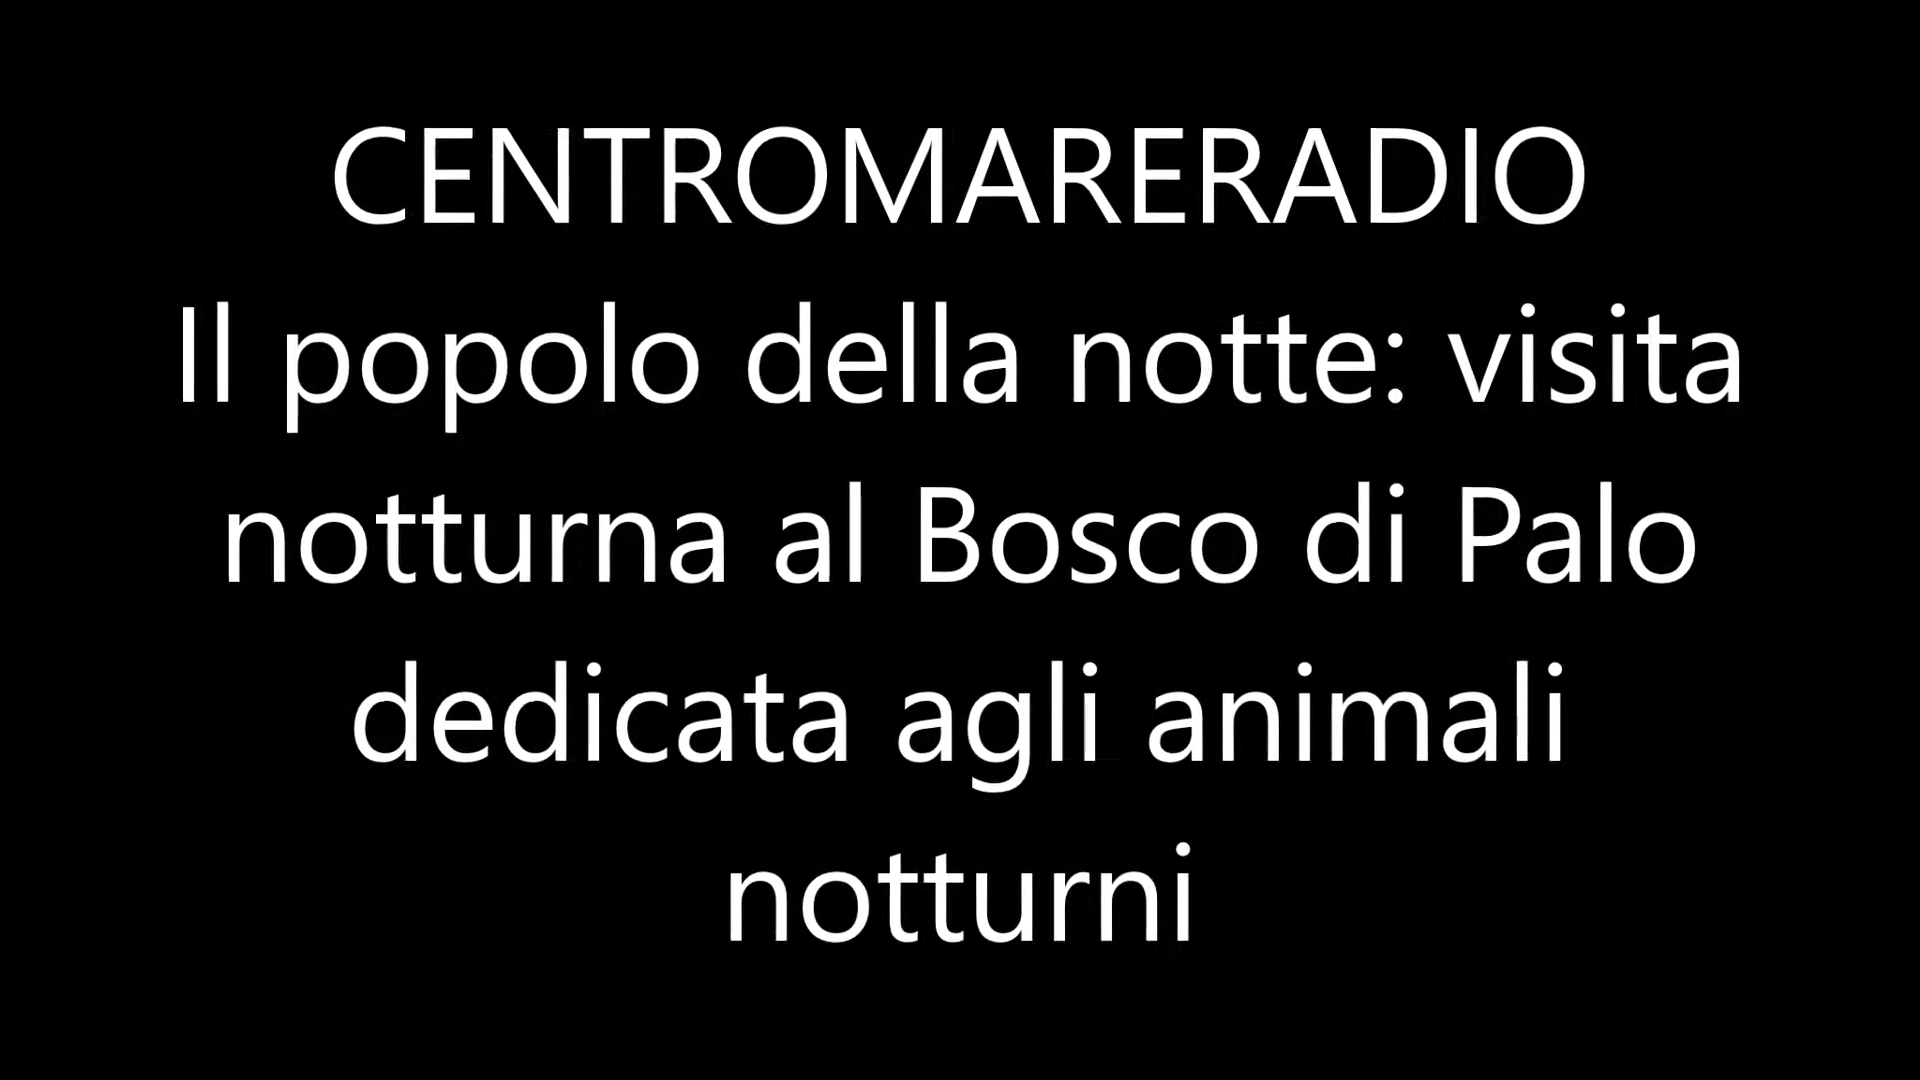 CENTROMARERADIO
Il popolo della notte: visita
notturna al Bosco di Palo
dedicata agli animali
notturni